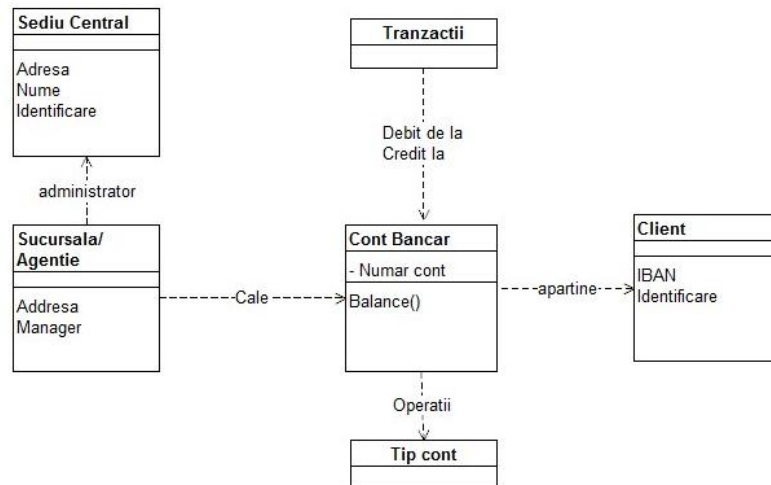 Sediu Central
Adresa
Nume
Identificare
Tranzactii
Debit de la
Credit la
administrator
Sucursala/
Agentie
Addresa
Manager
Cale
Cont Bancar
- Numar cont
Balance()
apartine
Client
IBAN
Identificare
Operatii
Tip cont